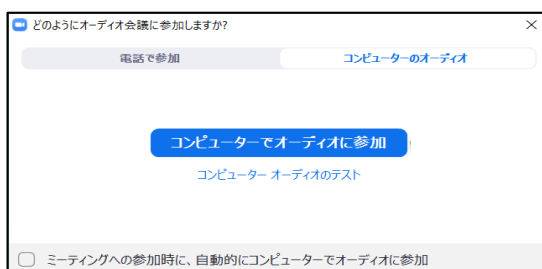 どのようにオーディオ会議に参加しますか?
電話で参加
コンピューターのオーディオ
コンピューターでオーディオに参加
コンピューター オーディオのテスト
ミーティングへの参加時に、自動的にコンピューターでオーディオに参加